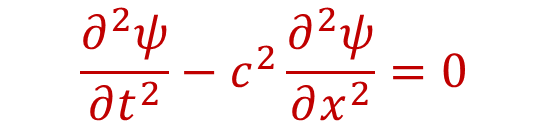 ∂²ψ/∂t² − c² ∂²ψ/∂x² = 0